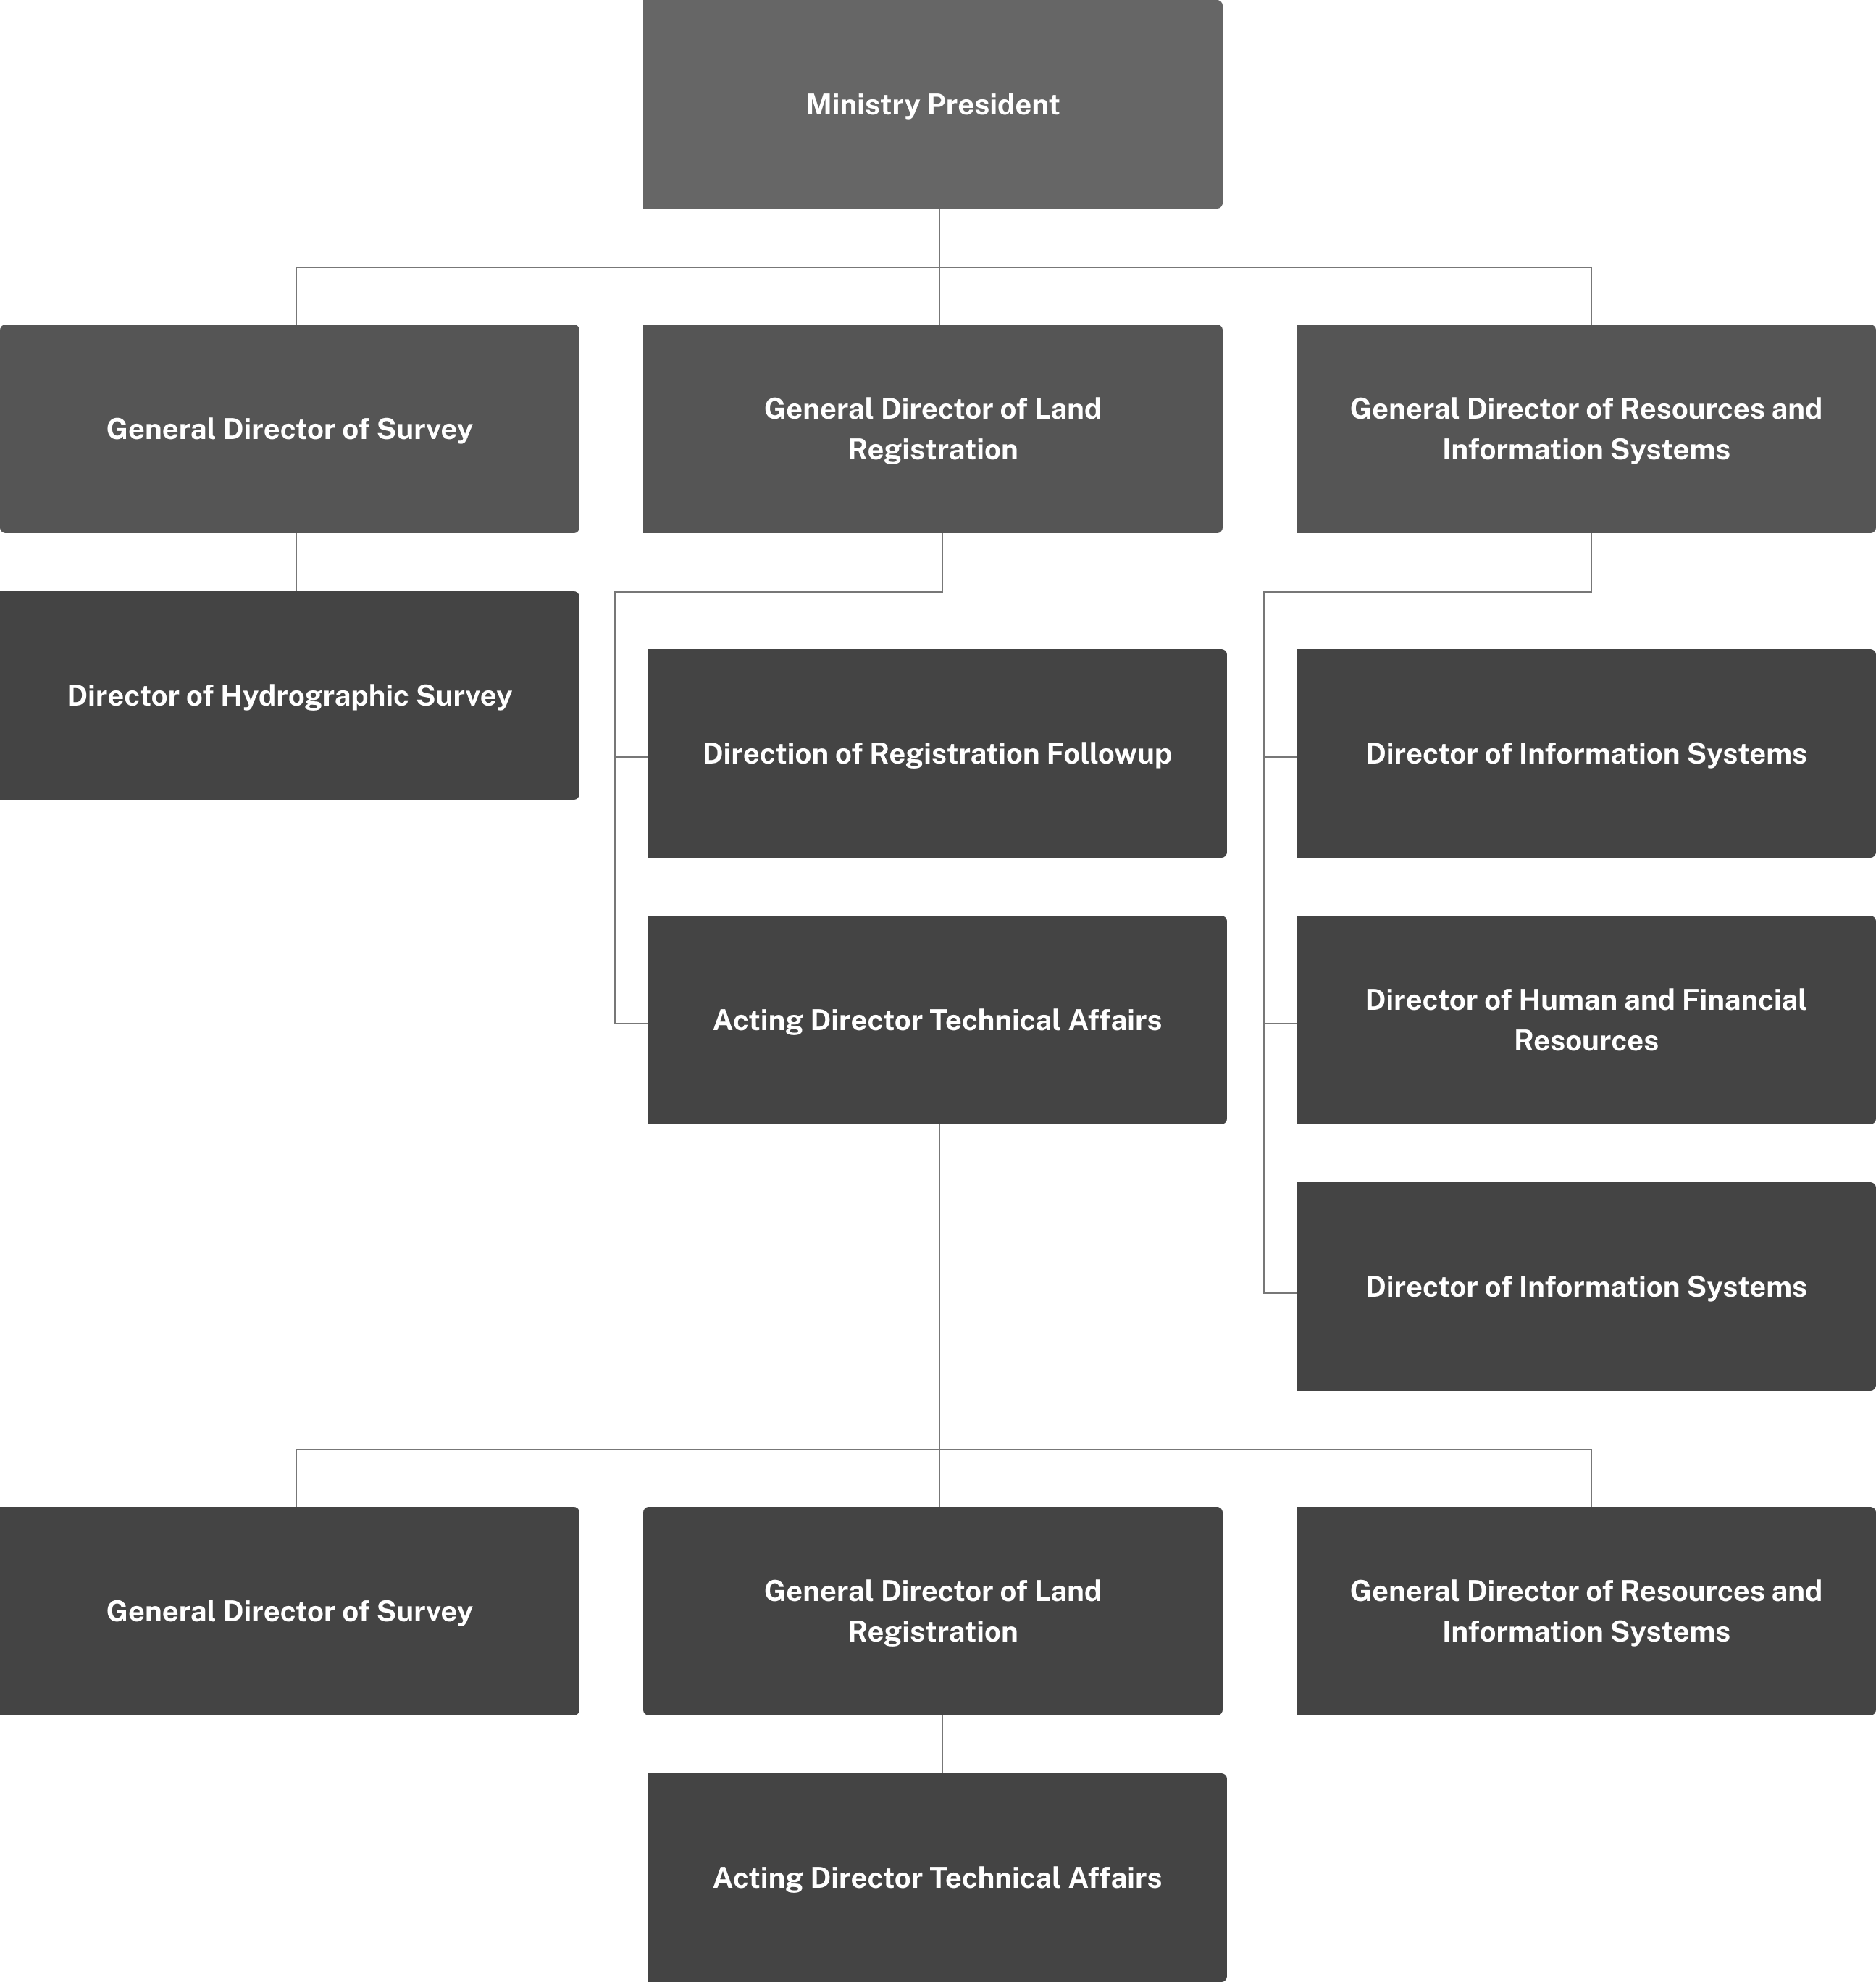 Ministry President
General Director of Survey
General Director of Land
Registration
General Director of Resources and
Information Systems
Director of Hydrographic Survey
Direction of Registration Followup
Director of Information Systems
Acting Director Technical Affairs
Director of Human and Financial
Resources
Director of Information Systems
General Director of Survey
General Director of Land
Registration
General Director of Resources and
Information Systems
Acting Director Technical Affairs